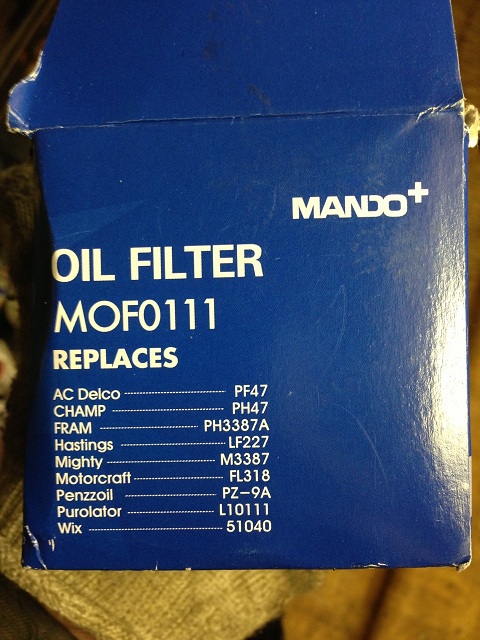 MANDO+
OIL FILTER
MOF0111
REPLACES
AC Delco PF47
CHAMP PH47
FRAM PH3387A
Hastings LF227
Mighty M3387
Motorcraft FL318
Penzzoil PZ-9A
Purolator L10111
Wix 51040